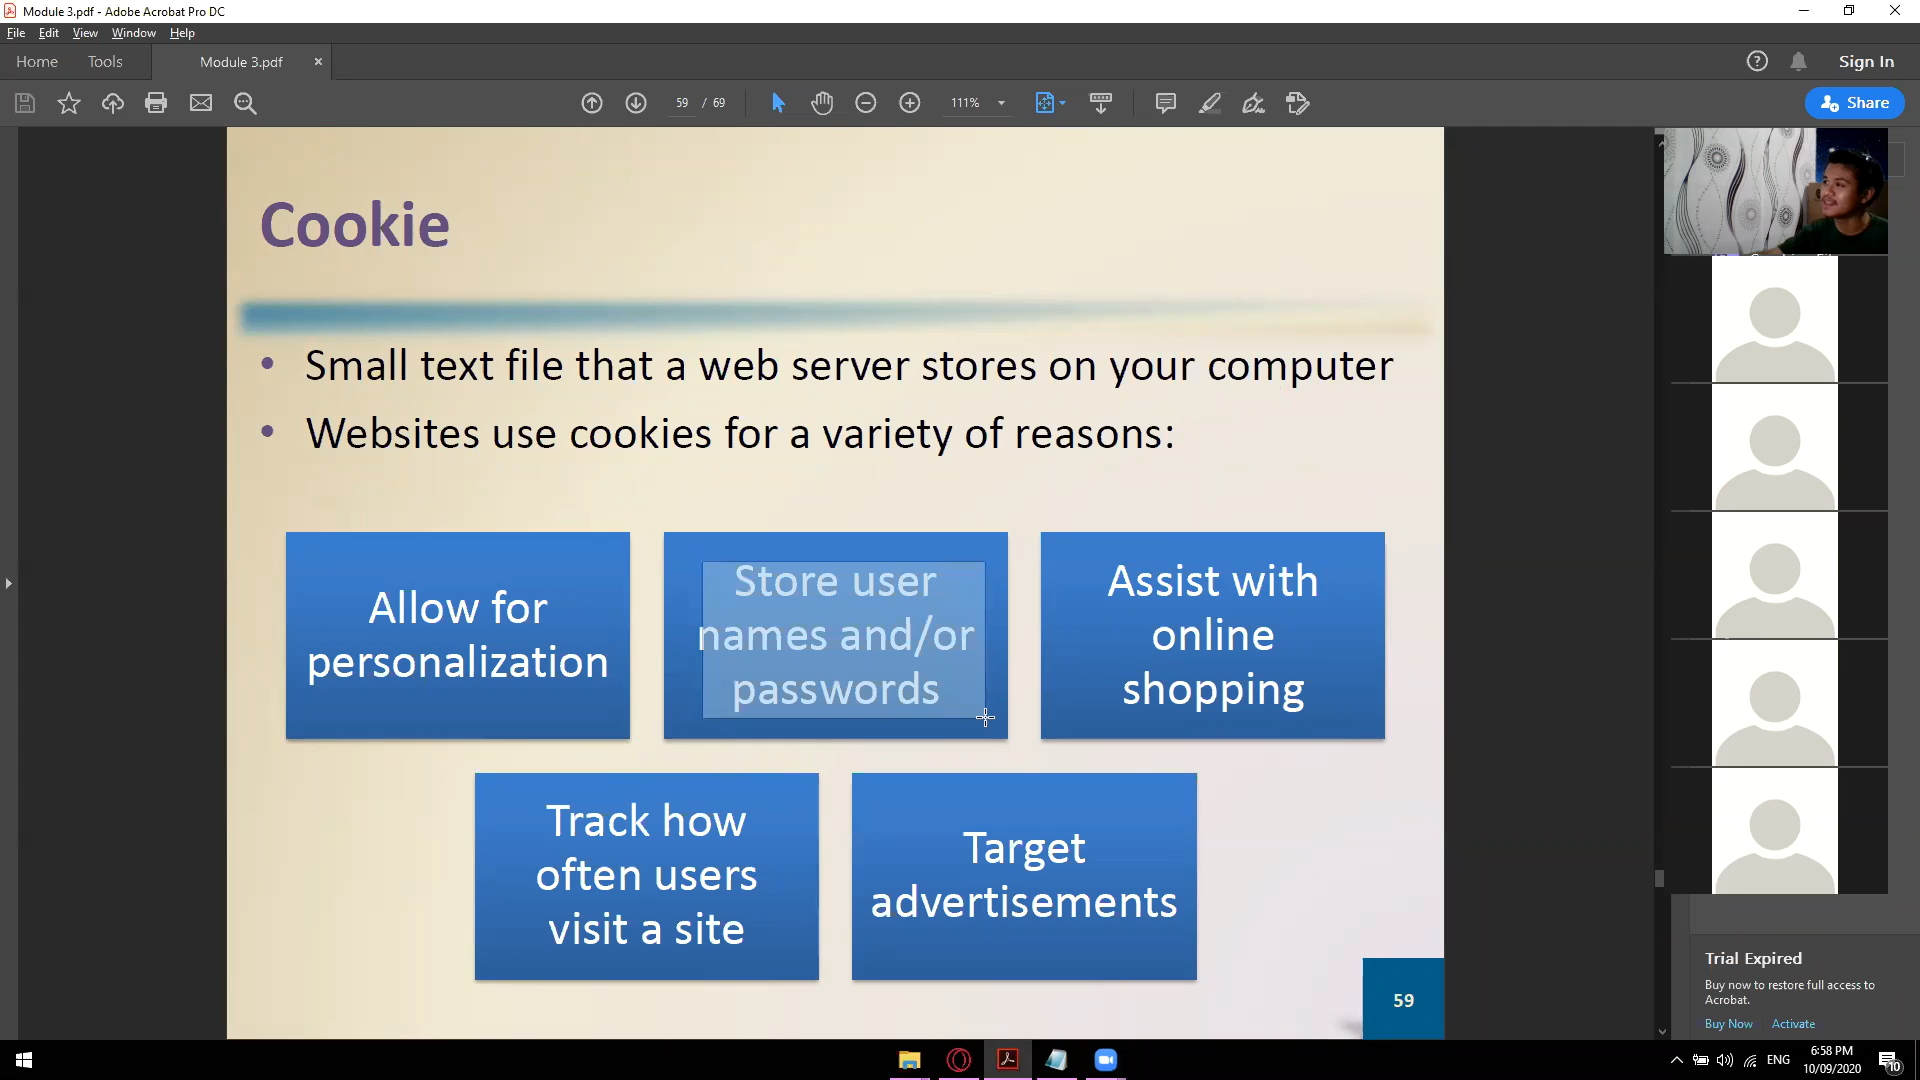 Module 3.pdf - Adobe Acrobat Pro DC
File Edit View Window Help
Home Tools Module 3.pdf × Sign In
59 / 69 111% Share
Cookie
• Small text file that a web server stores on your computer
• Websites use cookies for a variety of reasons:
Allow for
personalization
Store user
names and/or
passwords
Assist with
online
shopping
Track how
often users
visit a site
Target
advertisements
59
Trial Expired
Buy now to restore full access to
Acrobat.
Buy Now Activate
ENG
6:58 PM
10/09/2020
10